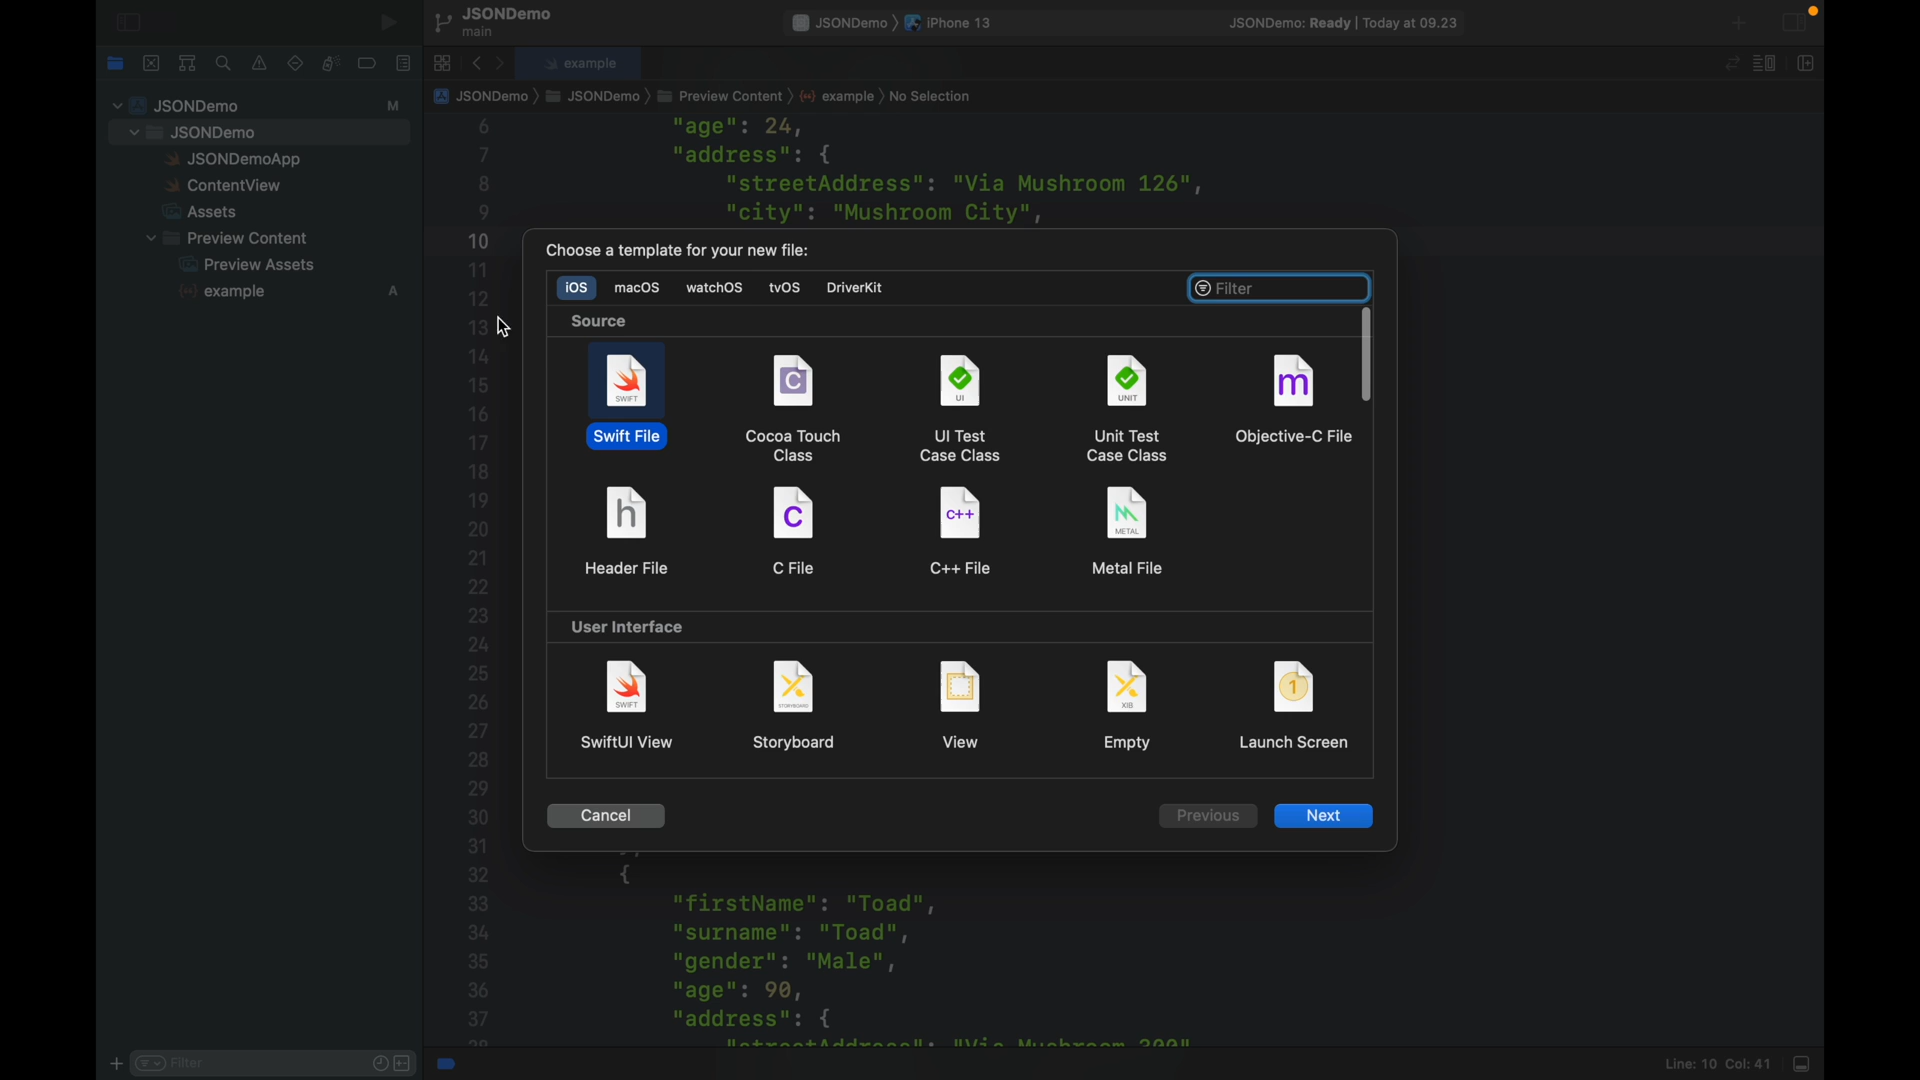 JSONDemo
main
JSONDemo 〉 iPhone 13
JSONDemo: Ready | Today at 09.23
example
JSONDemo 〉 JSONDemo 〉 Preview Content 〉 example 〉 No Selection
JSONDemo M
JSONDemo
JSONDemoApp
ContentView
Assets
Preview Content
Preview Assets
example A
6 "age": 24,
7 "address": {
8 "streetAddress": "Via Mushroom 126",
9 "city": "Mushroom City",
10
11
12
13
14
15
16
17
18
19
20
21
22
23
24
25
26
27
28
29
30
31
32 {
33 "firstName": "Toad",
34 "surname": "Toad",
35 "gender": "Male",
36 "age": 90,
37 "address": {
38 "streetAddress": "Via Mushroom 200"
Choose a template for your new file:
iOS macOS watchOS tvOS DriverKit
Filter
Source
SWIFT
Swift File
C
Cocoa Touch
Class
UI
UI Test
Case Class
UNIT
Unit Test
Case Class
m
Objective-C File
h
Header File
C
C File
C++
C++ File
METAL
Metal File
User Interface
SWIFT
SwiftUI View
STORYBOARD
Storyboard
View
XIB
Empty
1
Launch Screen
Cancel Previous Next
Filter
Line: 10 Col: 41